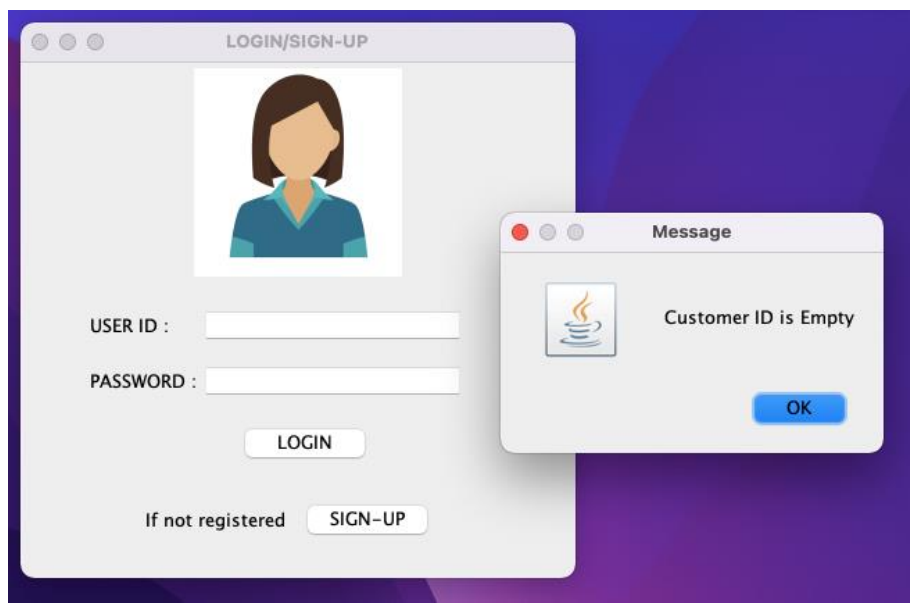 LOGIN/SIGN-UP
USER ID :
PASSWORD :
LOGIN
If not registered SIGN-UP
Message
Customer ID is Empty
OK